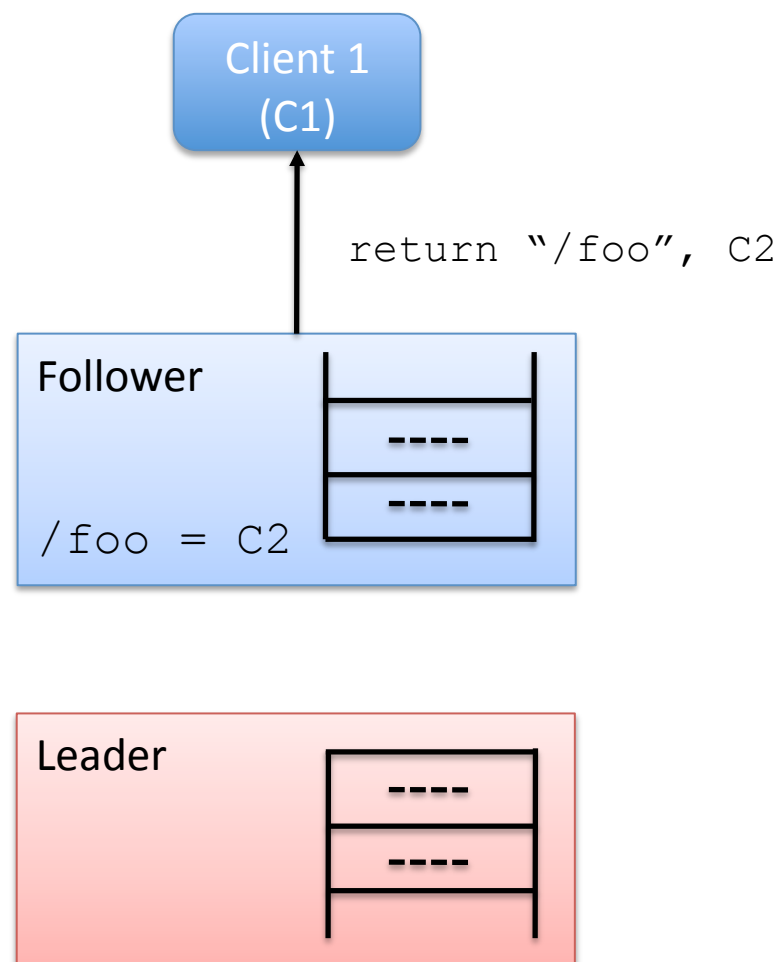 Client 1
(C1)
return “/foo”, C2
Follower
----
----
/foo = C2
Leader
----
----